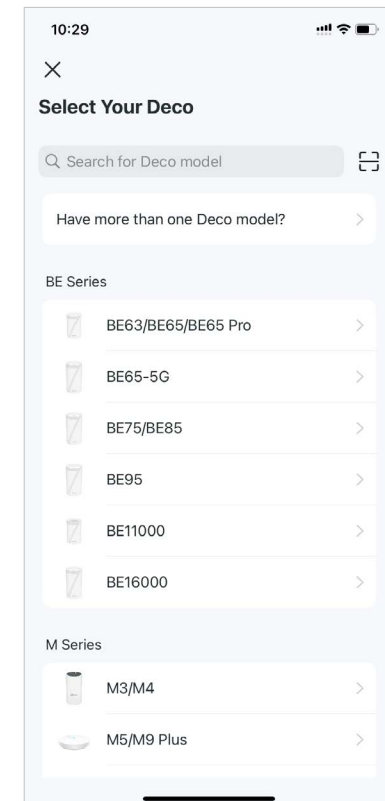 10:29
Select Your Deco
Search for Deco model
Have more than one Deco model?
BE Series
BE63/BE65/BE65 Pro
BE65-5G
BE75/BE85
BE95
BE11000
BE16000
M Series
M3/M4
M5/M9 Plus